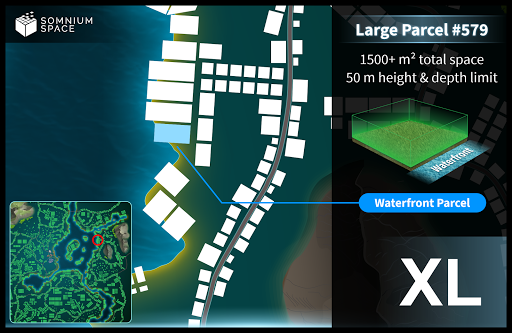 SOMNIUM
SPACE
Large Parcel #579
1500+ m² total space
50 m height & depth limit
Waterfront
Waterfront Parcel
XL